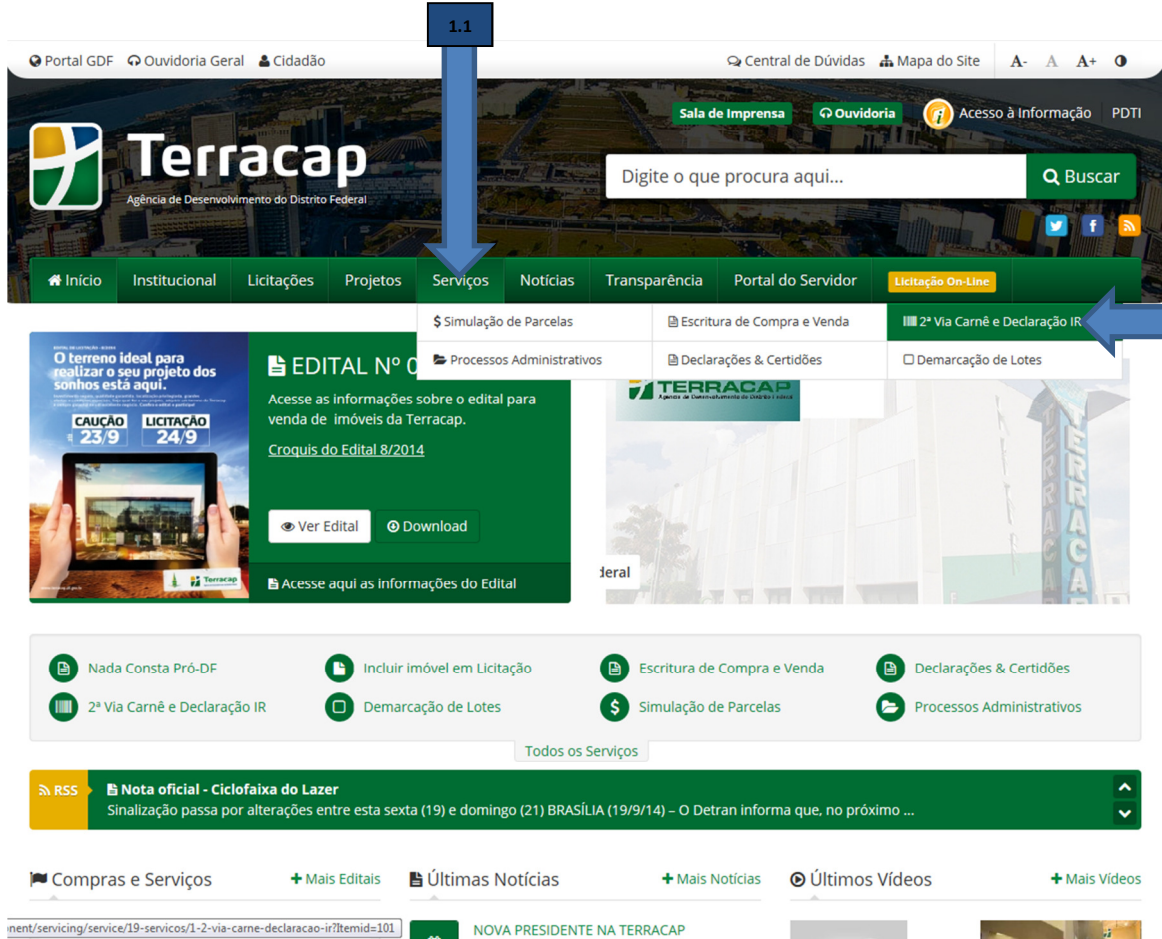 1.1
Portal GDF Ouvidoria Geral Cidadão Central de Dúvidas Mapa do Site A- A A+
Sala de Imprensa Ouvidoria Acesso à Informação PDTI
Terracap
Agência de Desenvolvimento do Distrito Federal
Digite o que procura aqui... Buscar
Início Institucional Licitações Projetos Serviços Notícias Transparência Portal do Servidor Licitação On-Line
$ Simulação de Parcelas Escritura de Compra e Venda 2ª Via Carnê e Declaração IR
Processos Administrativos Declarações & Certidões Demarcação de Lotes
O terreno ideal para
realizar o seu projeto dos
sonhos está aqui.
CAUÇÃO LICITAÇÃO
23/9 24/9
Terracap
EDITAL Nº 0
Acesse as informações sobre o edital para
venda de imóveis da Terracap.
Croquis do Edital 8/2014
Ver Edital Download
Acesse aqui as informações do Edital
TERRACAP
Agência de Desenvolvimento do Distrito Federal
TERRACAP
deral
Nada Consta Pró-DF Incluir imóvel em Licitação Escritura de Compra e Venda Declarações & Certidões
2ª Via Carnê e Declaração IR Demarcação de Lotes $ Simulação de Parcelas Processos Administrativos
Todos os Serviços
RSS Nota oficial - Ciclofaixa do Lazer
Sinalização passa por alterações entre esta sexta (19) e domingo (21) BRASÍLIA (19/9/14) – O Detran informa que, no próximo ...
Compras e Serviços + Mais Editais Últimas Notícias + Mais Notícias Últimos Vídeos + Mais Vídeos
nent/servicing/service/19-servicos/1-2-via-carne-declaracao-ir?Itemid=101
NOVA PRESIDENTE NA TERRACAP